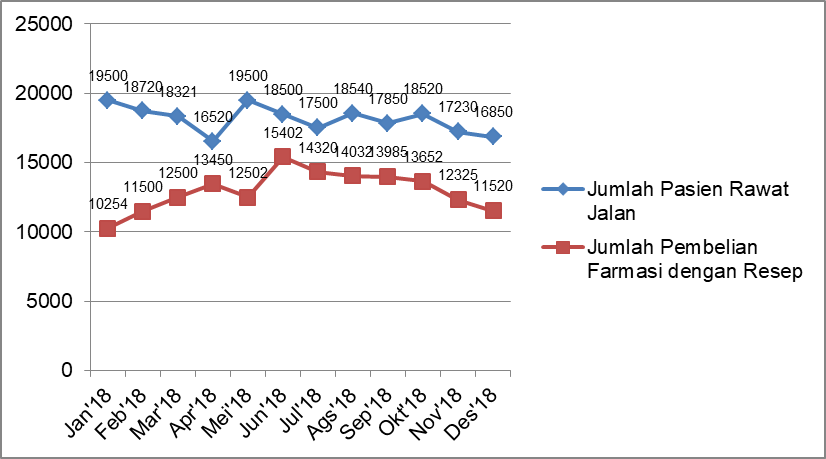 25000
20000
15000
10000
5000
0
19500
18720
18321
16520
19500
18500
17500
18540
17850
18520
17230
16850
10254
11500
12500
13450
12502
15402
14320
14032
13985
13652
12325
11520
Jan'18
Feb'18
Mar'18
Apr'18
Mei'18
Jun'18
Jul'18
Ags'18
Sep'18
Okt'18
Nov'18
Des'18
Jumlah Pasien Rawat
Jalan
Jumlah Pembelian
Farmasi dengan Resep